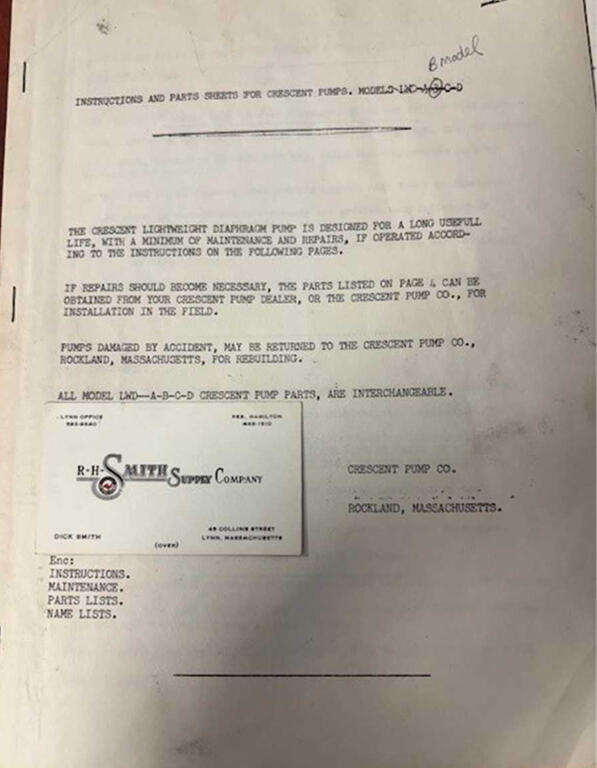 B model
INSTRUCTIONS AND PARTS SHEETS FOR CRESCENT PUMPS. MODELS LWD-A-B-C-D
THE CRESCENT LIGHTWEIGHT DIAPHRAGM PUMP IS DESIGNED FOR A LONG USEFULL
LIFE, WITH A MINIMUM OF MAINTENANCE AND REPAIRS, IF OPERATED ACCORD-
ING TO THE INSTRUCTIONS ON THE FOLLOWING PAGES.
IF REPAIRS SHOULD BECOME NECESSARY, THE PARTS LISTED ON PAGE 4 CAN BE
OBTAINED FROM YOUR CRESCENT PUMP DEALER, OR THE CRESCENT PUMP CO., FOR
INSTALLATION IN THE FIELD.
PUMPS DAMAGED BY ACCIDENT, MAY BE RETURNED TO THE CRESCENT PUMP CO.,
ROCKLAND, MASSACHUSETTS, FOR REBUILDING.
ALL MODEL LWD--A-B-C-D CRESCENT PUMP PARTS, ARE INTERCHANGEABLE.
LYNN OFFICE
RES. HAMILTON
R-H-SMITH SUPPLY COMPANY
DICK SMITH
(OVER)
45 COLLINS STREET
LYNN, MASSACHUSETTS
CRESCENT PUMP CO.
ROCKLAND, MASSACHUSETTS.
Enc:
INSTRUCTIONS.
MAINTENANCE.
PARTS LISTS.
NAME LISTS.